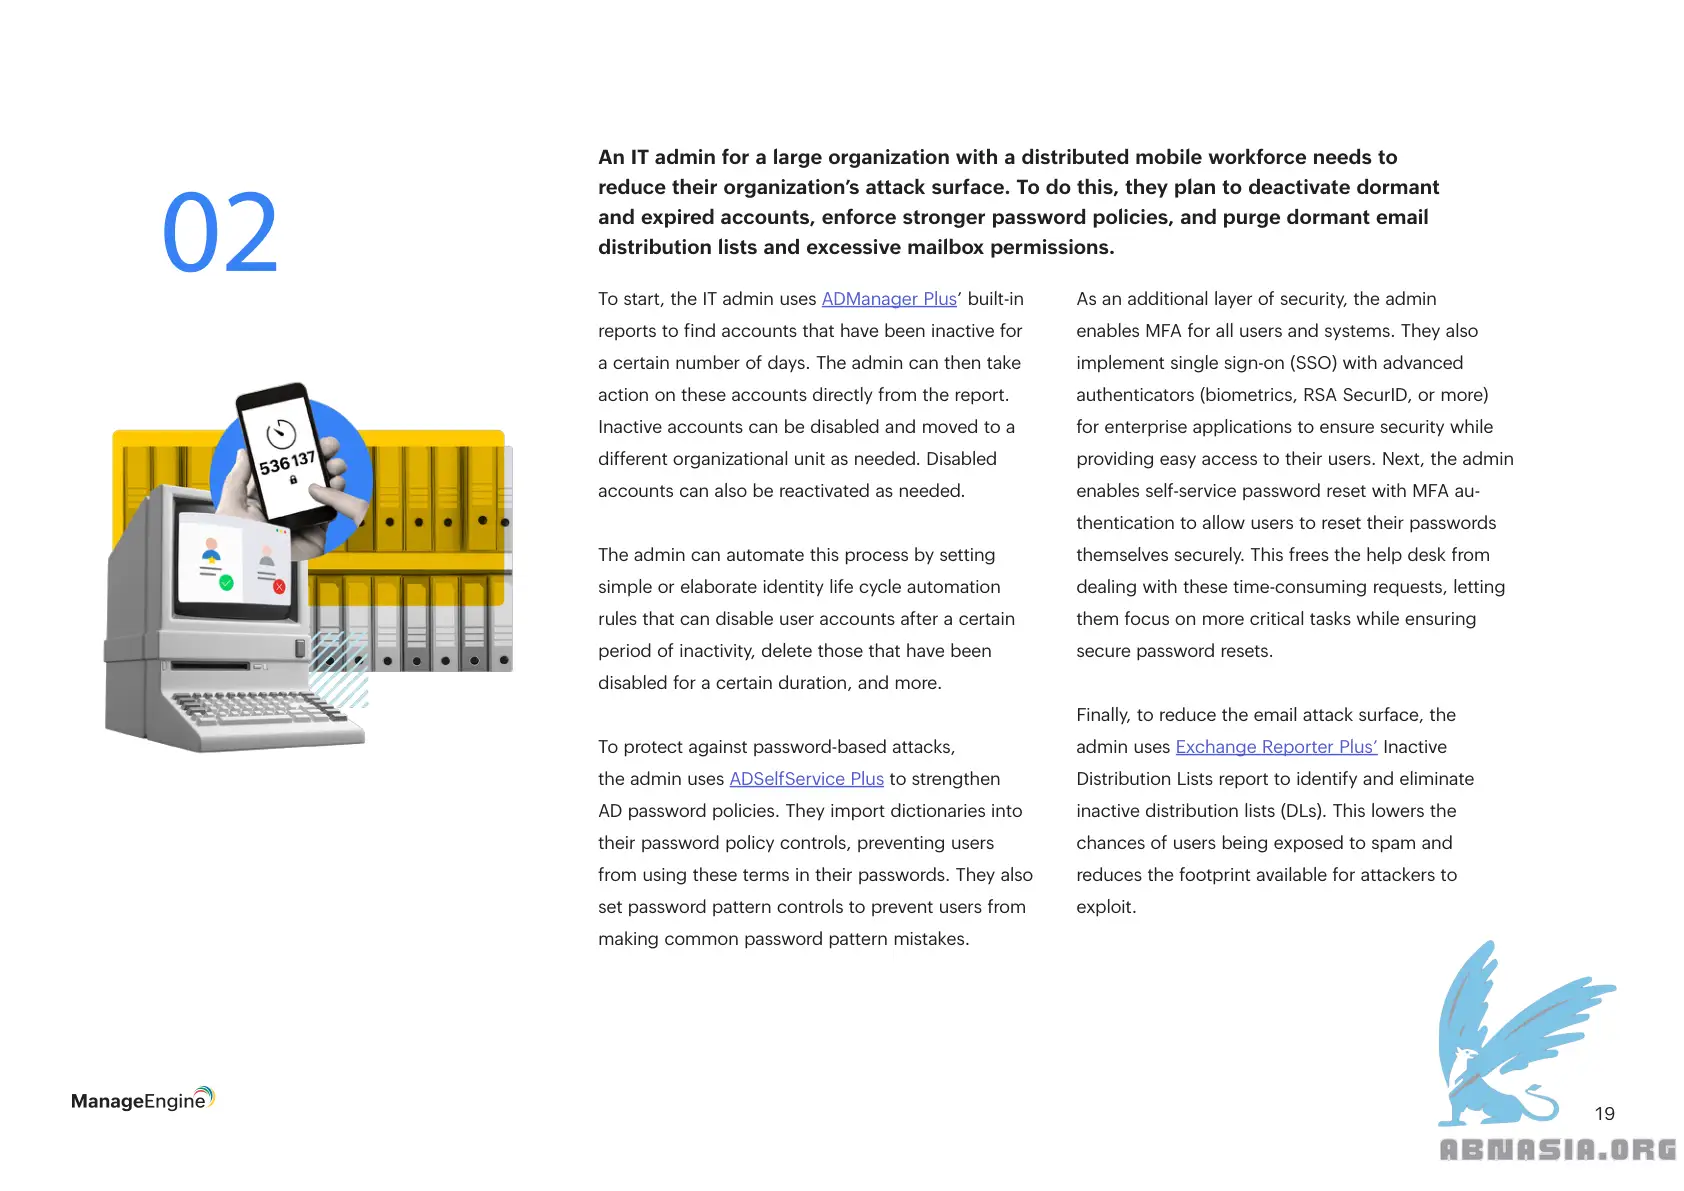 02
An IT admin for a large organization with a distributed mobile workforce needs to
reduce their organization’s attack surface. To do this, they plan to deactivate dormant
and expired accounts, enforce stronger password policies, and purge dormant email
distribution lists and excessive mailbox permissions.
To start, the IT admin uses ADManager Plus’ built-in
reports to find accounts that have been inactive for
a certain number of days. The admin can then take
action on these accounts directly from the report.
Inactive accounts can be disabled and moved to a
different organizational unit as needed. Disabled
accounts can also be reactivated as needed.
The admin can automate this process by setting
simple or elaborate identity life cycle automation
rules that can disable user accounts after a certain
period of inactivity, delete those that have been
disabled for a certain duration, and more.
To protect against password-based attacks,
the admin uses ADSelfService Plus to strengthen
AD password policies. They import dictionaries into
their password policy controls, preventing users
from using these terms in their passwords. They also
set password pattern controls to prevent users from
making common password pattern mistakes.
As an additional layer of security, the admin
enables MFA for all users and systems. They also
implement single sign-on (SSO) with advanced
authenticators (biometrics, RSA SecurID, or more)
for enterprise applications to ensure security while
providing easy access to their users. Next, the admin
enables self-service password reset with MFA au-
thentication to allow users to reset their passwords
themselves securely. This frees the help desk from
dealing with these time-consuming requests, letting
them focus on more critical tasks while ensuring
secure password resets.
Finally, to reduce the email attack surface, the
admin uses Exchange Reporter Plus’ Inactive
Distribution Lists report to identify and eliminate
inactive distribution lists (DLs). This lowers the
chances of users being exposed to spam and
reduces the footprint available for attackers to
exploit.
536 137
ManageEngine
19
ABNASIA.ORG